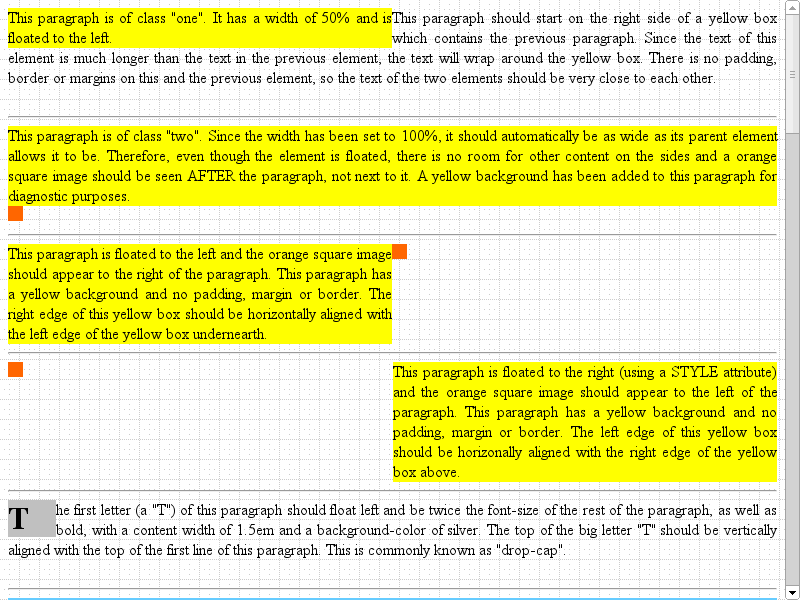 This paragraph is of class "one". It has a width of 50% and is
floated to the left.
This paragraph should start on the right side of a yellow box
which contains the previous paragraph. Since the text of this
element is much longer than the text in the previous element, the text will wrap around the yellow box. There is no padding,
border or margins on this and the previous element, so the text of the two elements should be very close to each other.
This paragraph is of class "two". Since the width has been set to 100%, it should automatically be as wide as its parent element
allows it to be. Therefore, even though the element is floated, there is no room for other content on the sides and a orange
square image should be seen AFTER the paragraph, not next to it. A yellow background has been added to this paragraph for
diagnostic purposes.
This paragraph is floated to the left and the orange square image
should appear to the right of the paragraph. This paragraph has
a yellow background and no padding, margin or border. The
right edge of this yellow box should be horizontally aligned with
the left edge of the yellow box undernearth.
This paragraph is floated to the right (using a STYLE attribute)
and the orange square image should appear to the left of the
paragraph. This paragraph has a yellow background and no
padding, margin or border. The left edge of this yellow box
should be horizonally aligned with the right edge of the yellow
box above.
The first letter (a "T") of this paragraph should float left and be twice the font-size of the rest of the paragraph, as well as
bold, with a content width of 1.5em and a background-color of silver. The top of the big letter "T" should be vertically
aligned with the top of the first line of this paragraph. This is commonly known as "drop-cap".